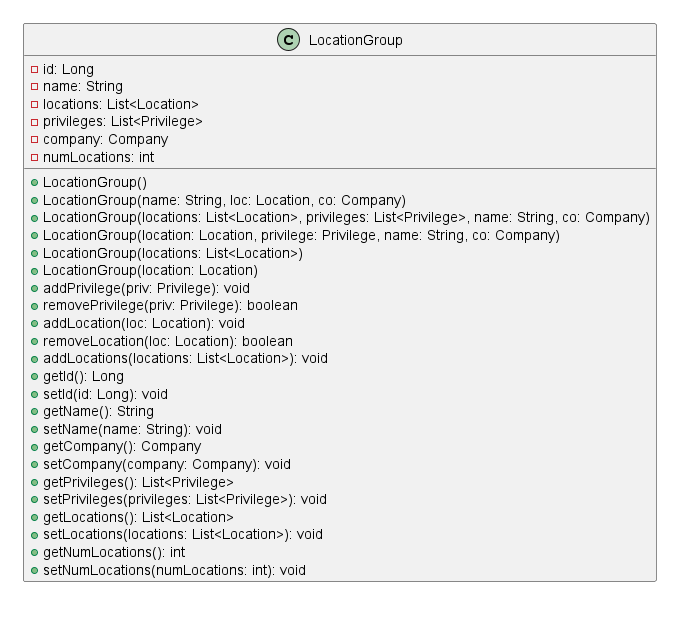 C LocationGroup
id: Long
name: String
locations: List<Location>
privileges: List<Privilege>
company: Company
numLocations: int
LocationGroup()
LocationGroup(name: String, loc: Location, co: Company)
LocationGroup(locations: List<Location>, privileges: List<Privilege>, name: String, co: Company)
LocationGroup(location: Location, privilege: Privilege, name: String, co: Company)
LocationGroup(locations: List<Location>)
LocationGroup(location: Location)
addPrivilege(priv: Privilege): void
removePrivilege(priv: Privilege): boolean
addLocation(loc: Location): void
removeLocation(loc: Location): boolean
addLocations(locations: List<Location>): void
getId(): Long
setId(id: Long): void
getName(): String
setName(name: String): void
getCompany(): Company
setCompany(company: Company): void
getPrivileges(): List<Privilege>
setPrivileges(privileges: List<Privilege>): void
getLocations(): List<Location>
setLocations(locations: List<Location>): void
getNumLocations(): int
setNumLocations(numLocations: int): void